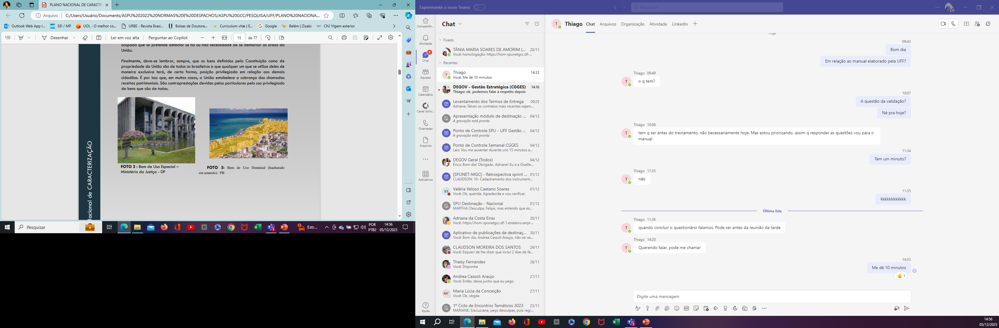 PLANO NACIONAL DE CARACTE
Arquivo
C:/Users/Usuário/Documents/ASPU%202022%20NORMAS%20E%20DESPACHOS/ASPU%20GCC/PESQUISA/UFF/PLANO%20NACIONA...
Outlook Web App I...
SEI / MP
UOL - O melhor co...
URBE - Revista Brasi...
Bolsas de Doutora...
Curriculum vitæ | E...
Google
Belém | Zizabi
CNJ VIgem exterior
Desenhar
Ler em voz alta
Perguntar ao Copilot
15
de 77
ocupado que se pretende detectar se há ou não necessidade de se demarcar as áreas da
União.
Finalmente, deve-se lembrar, sempre, que os bens definidos pela Constituição como de
propriedade da União são de todos os brasileiros e que qualquer um que se utilize deles de
maneira exclusiva terá, de certa forma, posição privilegiada em relação aos demais
cidadãos. É por isso que, em muitos casos, a União estabelece a cobrança das chamadas
receitas patrimoniais. São contraprestações devidas pelos particulares pelo uso privilegiado
de bens que são de todos.
FOTO 2 : Bem de Uso Especial –
Ministério da Justiça - DF
FOTO 3: Bem de Uso Dominial (hachurado
em amarelo)– PB
acional de CARACTERIZAÇÃO
Pesquisar
Estr...
POR
PTB2
14:56
05/12/2023
Experimente o novo Teams
Pesquisar
Compartilh...
Atividade
1
Chat
Equipes
Calendário
Canal Solici...
Chamadas
Arquivos
Aplicativos
Ajuda
Chat
Fixado
TÂNIA MARIA SOARES DE AMORIM (... 20/11
Você: homologação: https://hom-spunetgcc.df-...
Recentes
Thiago 14:33
Você: Me dê 10 minutos
DEGOV - Gestão Estratégica (CGGES) 14:16
Thiago: ok, podemos falar a respeito depois
Levantamento dos Termos de Entrega 09:25
Adriana: Talvez os contratos mais recentes sejam...
Apresentação módulo de destinação ... 04/12
A gravação está pronta
Ponto de Controle SPU - UFF Gestão ... 04/12
A gravação está pronta
Ponto de Controle Semanal CGGES 04/12
Lais: Vou me ausentar durante uns 15 minutos a...
DEGOV Geral (Todos) 04/12
Érico: Bom dia! Obrigado, Adriane! Eu e a Giselle...
[SPUNET-MGC] - Retrospectiva sprint ... 01/12
CLAUDSON: 10- Cadastramento dos instrument...
VS
Valéria Veloso Caetano Soares 01/12
Você: Ok, querida. Agradecida e vou verificar.
SPU Destinação - Nacional 01/12
MARTHA: Desculpa, Felipe, mas entendo que es...
Adriana da Costa Eiras 30/11
Você: https://hom-spunetgcc.df-1.estaleiro.serpr...
Aplicativo de publicações de destinaç... 30/11
Você: Bom dia. Andrea Cassoli Araujo, não sei se...
CLAUDSON MOREIRA DOS SANTOS 29/11
Você: Esqueci de lhe dizer que incluí 2 dias de fé...
Thaisy Fernandes 28/11
Você: Disponha
Andrea Cassoli Araujo 27/11
Você: Então, deixa junho que eu pego
MC
Maria Lúcia da Conceição 27/11
Você: Ok, obgda
1º Ciclo de Encontros Temáticos 2023 23/11
MARIANE: Sra.Luciana, peço desculpas, pois regi...
T
Thiago
Chat
Arquivos
Organização
Atividade
LinkedIn
Hoje
09:43
Bom dia
Em relação ao manual elaborado pela UFF?
Thiago 09:49
o q tem?
10:07
A questão da validação?
Né pra hoje?
Thiago 10:08
tem q ser antes do treinamento, não becessariamente hoje. Mas estou priorizando, assim q responder as questões vou para o
manual
11:34
Tem um minuto?
Thiago 11:35
não
11:35
kkkkkkkkkkkk
Última lida
Thiago 11:36
quando concluir o questionário falamos. Pode ser antes da reunião da tarde
Thiago 14:20
Querendo falar, pode me chamar
14:33
Me dê 10 minutos
1
Digite uma mensagem
14:56
05/12/2023